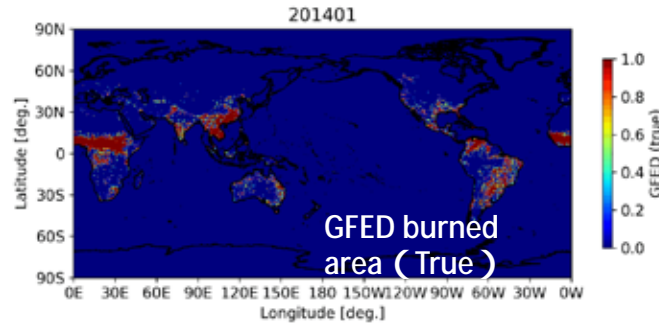 201401
90N
60N
30N
0
30S
60S
90S
Latitude [deg.]
0E 30E 60E 90E 120E 150E 180 150W120W 90W 60W 30W 0W
Longitude [deg.]
GFED burned
area ( True )
1.0
0.8
0.6
0.4
0.2
0.0
GFED (true)